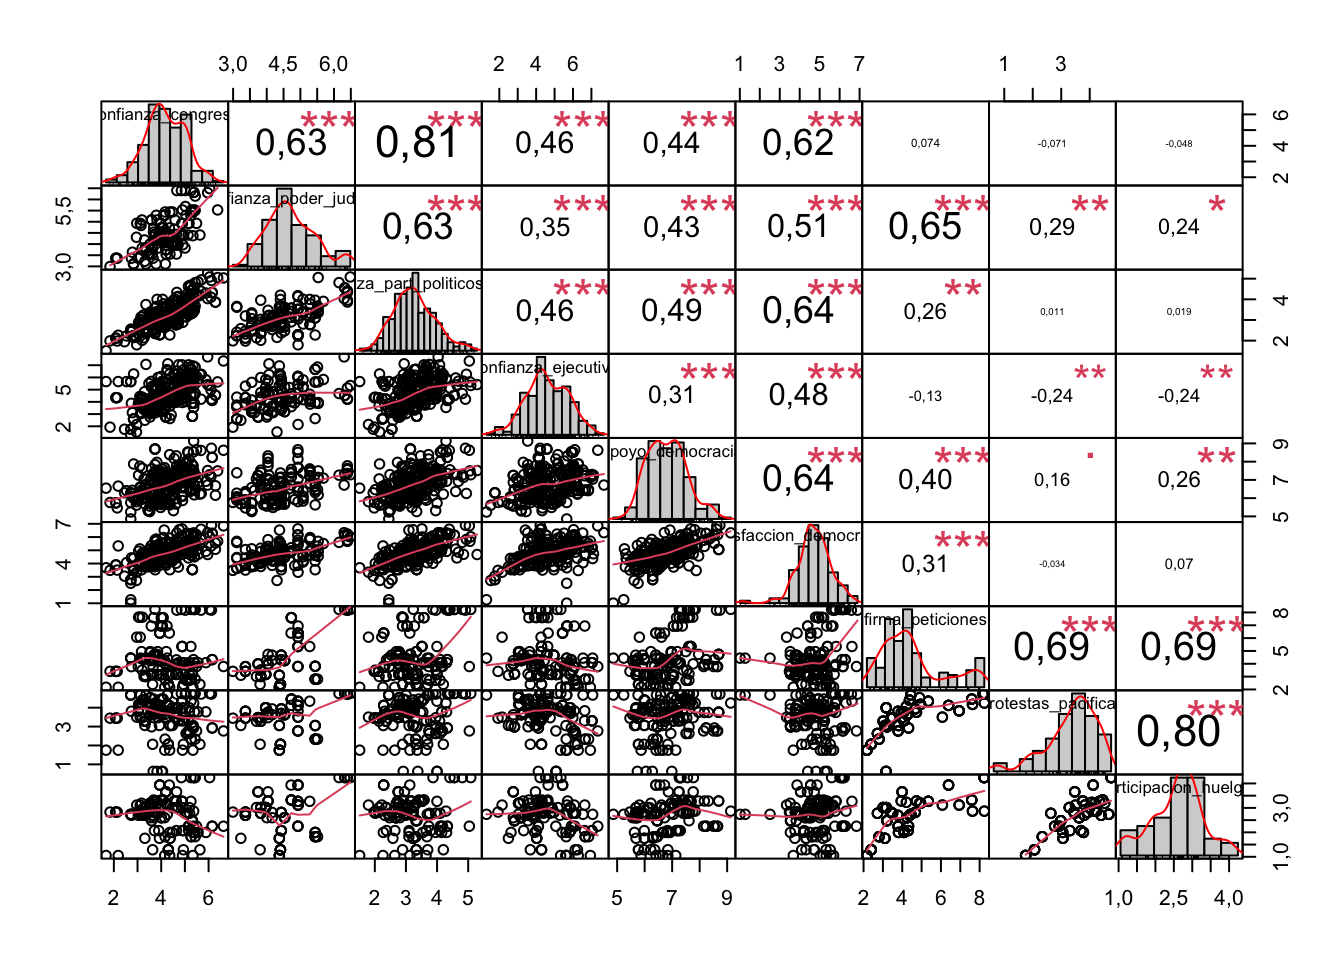 3,0 4,5 6,0 2 4 6 1 3 5 7 1 3
onfianza_congres 0,63 *** 0,81 *** 0,46 *** 0,44 *** 0,62 *** 0,074 -0,071 -0,048 2 4 6
3,0 5,5 ianza_poder_jud 0,63 *** 0,35 *** 0,43 *** 0,51 *** 0,65 *** 0,29 ** 0,24 *
za_part_politicos 0,46 *** 0,49 *** 0,64 *** 0,26 ** 0,011 0,019 2 4
2 5 onfianza_ejecutiv 0,31 *** 0,48 *** -0,13 -0,24 ** -0,24 **
poyo_democraci 0,64 *** 0,40 *** 0,16 . 0,26 ** 5 7 9
1 4 7 sfaccion_democra 0,31 *** -0,034 0,07
firma_peticiones 0,69 *** 0,69 *** 2 5 8
1 3 rotestas_pacifica 0,80 ***
rticipacion_huelg 1,0 3,0
2 4 6 2 3 4 5 5 7 9 2 4 6 8 1,0 2,5 4,0